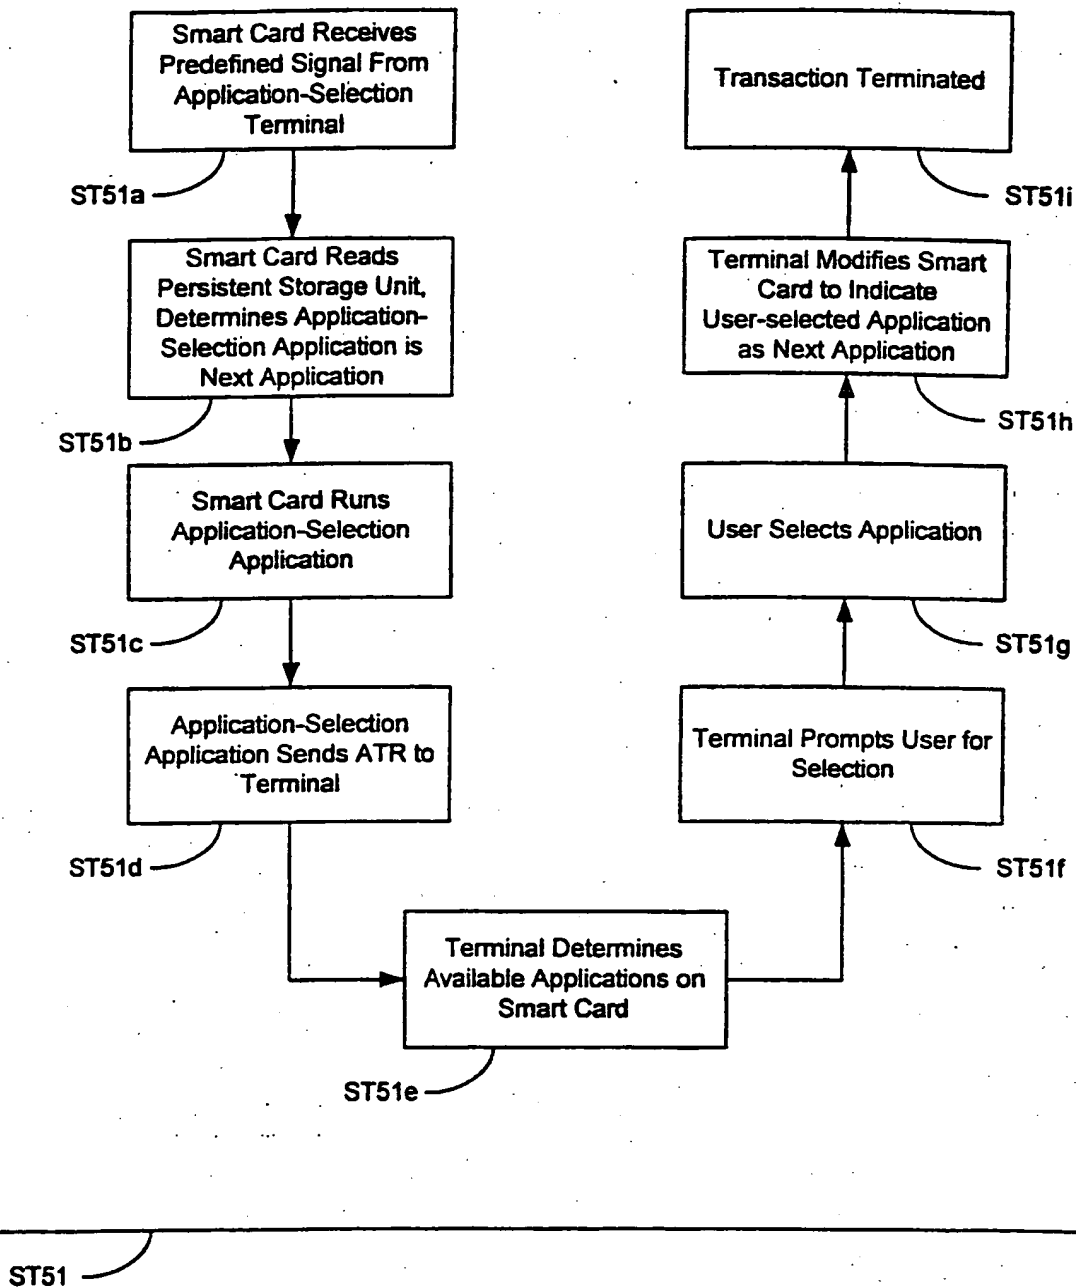 Smart Card Receives
Predefined Signal From
Application-Selection
Terminal
ST51a
Smart Card Reads
Persistent Storage Unit,
Determines Application-
Selection Application is
Next Application
ST51b
Smart Card Runs
Application-Selection
Application
ST51c
Application-Selection
Application Sends ATR to
Terminal
ST51d
Terminal Determines
Available Applications on
Smart Card
ST51e
Terminal Prompts User for
Selection
ST51f
User Selects Application
ST51g
Terminal Modifies Smart
Card to Indicate
User-selected Application
as Next Application
ST51h
Transaction Terminated
ST51i
ST51